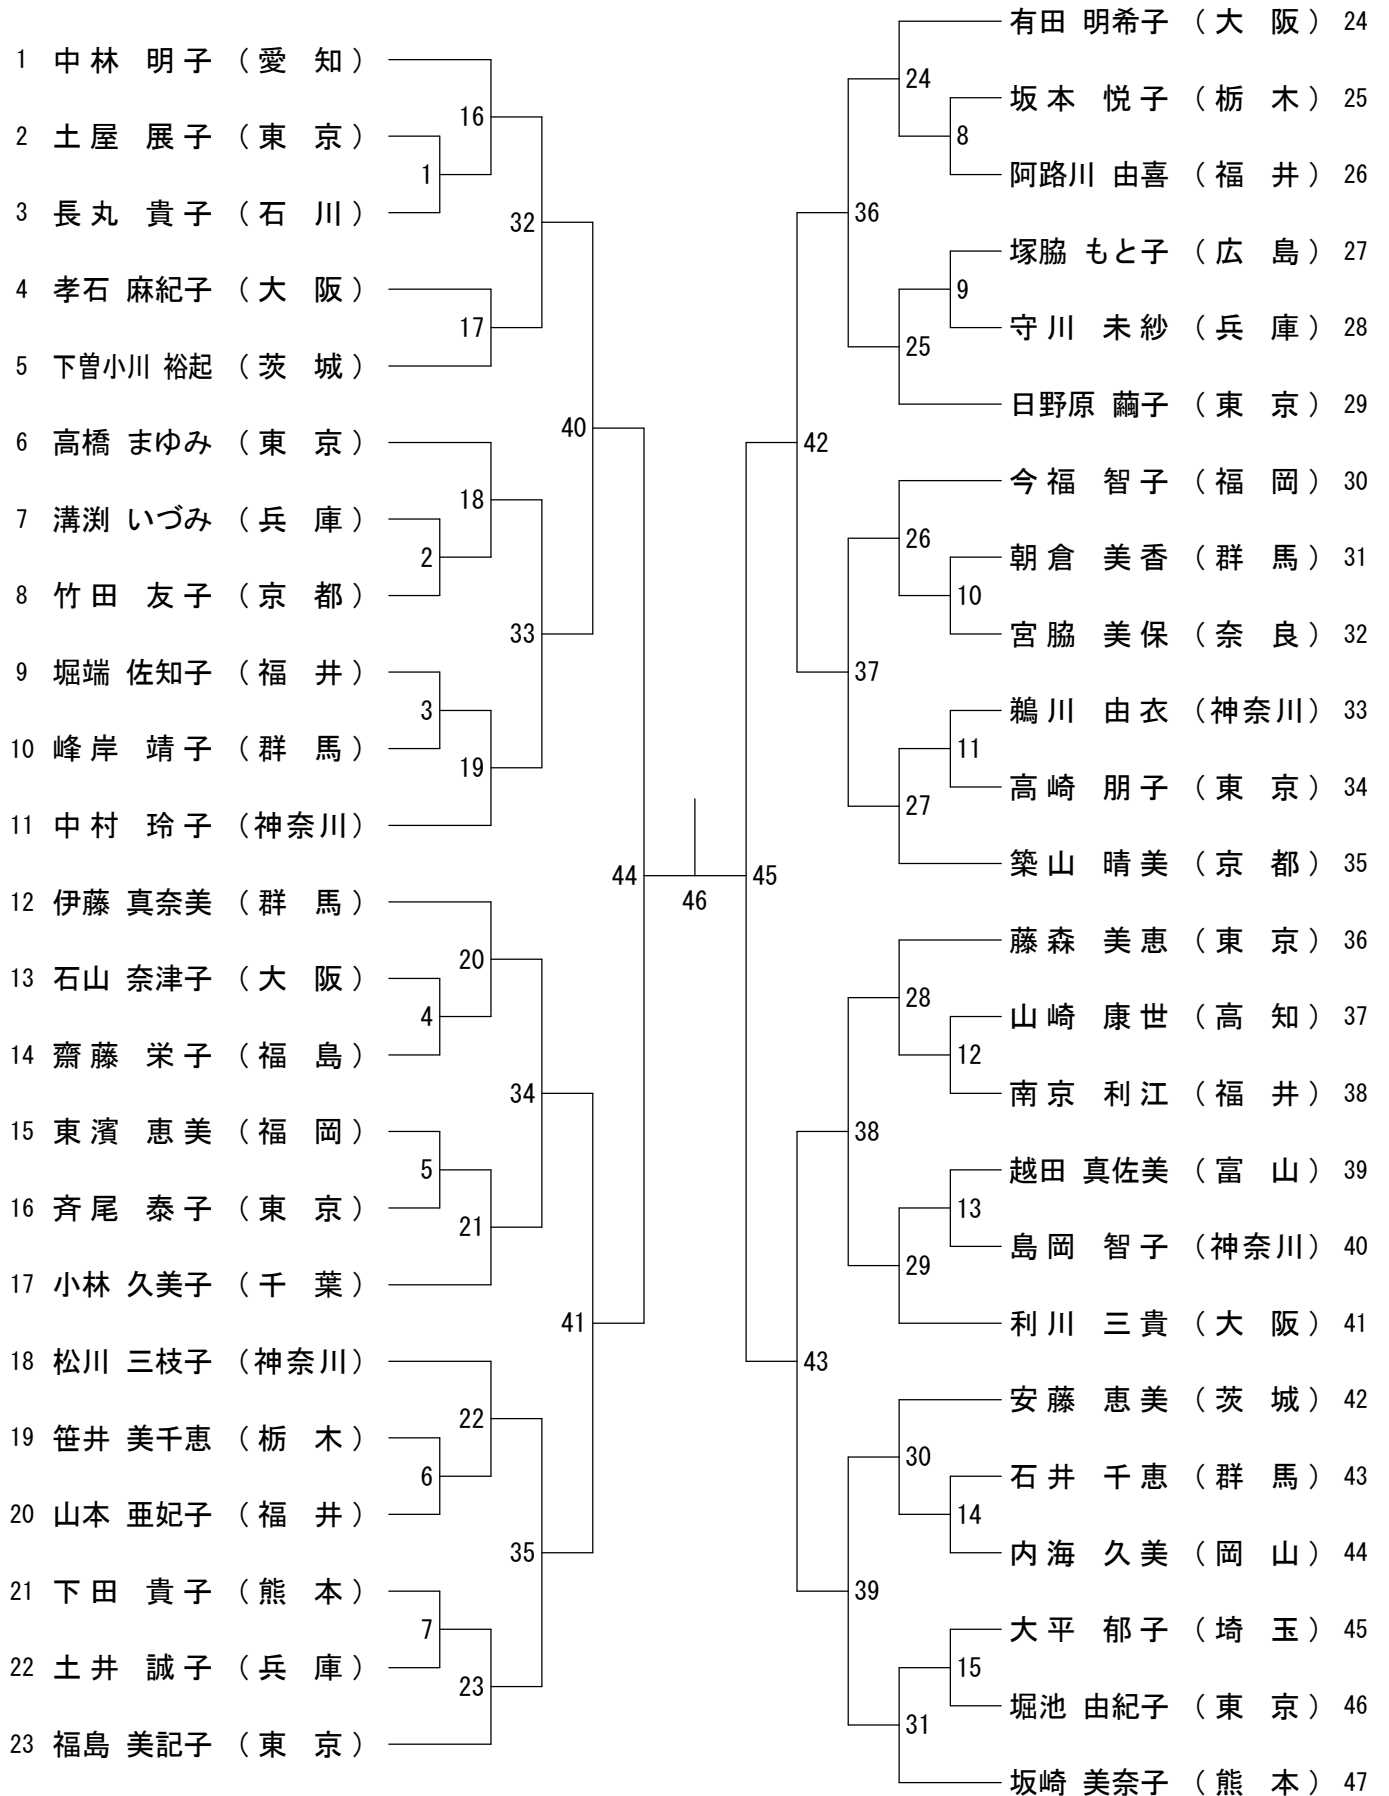 1 中林 明子 (愛 知)
2 土屋 展子 (東 京)
3 長丸 貴子 (石 川)
4 孝石 麻紀子 (大 阪)
5 下曽小川 裕起 (茨 城)
6 高橋 まゆみ (東 京)
7 溝渕 いづみ (兵 庫)
8 竹田 友子 (京 都)
9 堀端 佐知子 (福 井)
10 峰岸 靖子 (群 馬)
11 中村 玲子 (神奈川)
12 伊藤 真奈美 (群 馬)
13 石山 奈津子 (大 阪)
14 齋藤 栄子 (福 島)
15 東濱 恵美 (福 岡)
16 斉尾 泰子 (東 京)
17 小林 久美子 (千 葉)
18 松川 三枝子 (神奈川)
19 笹井 美千恵 (栃 木)
20 山本 亜妃子 (福 井)
21 下田 貴子 (熊 本)
22 土井 誠子 (兵 庫)
23 福島 美記子 (東 京)
1
2
3
4
5
6
7
16
17
18
19
20
21
22
23
32
33
34
35
40
41
44
46
45
42
43
36
37
38
39
24
25
26
27
28
29
30
31
8
9
10
11
12
13
14
15
有田 明希子 (大 阪) 24
坂本 悦子 (栃 木) 25
阿路川 由喜 (福 井) 26
塚脇 もと子 (広 島) 27
守川 未紗 (兵 庫) 28
日野原 繭子 (東 京) 29
今福 智子 (福 岡) 30
朝倉 美香 (群 馬) 31
宮脇 美保 (奈 良) 32
鵜川 由衣 (神奈川) 33
高崎 朋子 (東 京) 34
築山 晴美 (京 都) 35
藤森 美恵 (東 京) 36
山崎 康世 (高 知) 37
南京 利江 (福 井) 38
越田 真佐美 (富 山) 39
島岡 智子 (神奈川) 40
利川 三貴 (大 阪) 41
安藤 恵美 (茨 城) 42
石井 千恵 (群 馬) 43
内海 久美 (岡 山) 44
大平 郁子 (埼 玉) 45
堀池 由紀子 (東 京) 46
坂崎 美奈子 (熊 本) 47